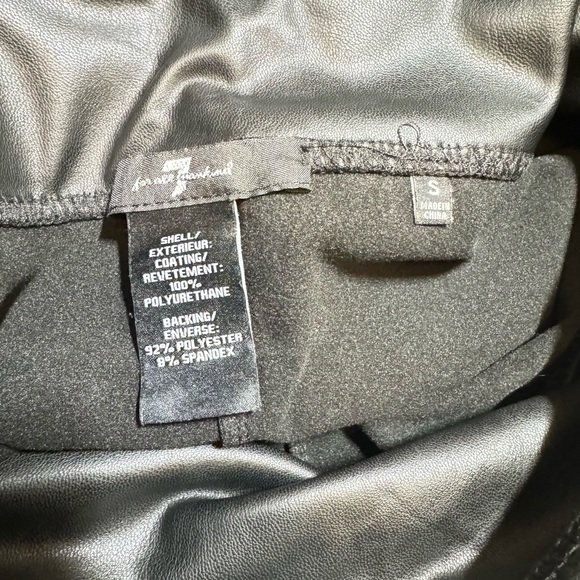 7
for all mankind
S
MADE IN
CHINA
SHELL/
EXTERIEUR:
COATING/
REVETEMENT:
100%
POLYURETHANE
BACKING/
ENVERSE:
92% POLYESTER
8% SPANDEX